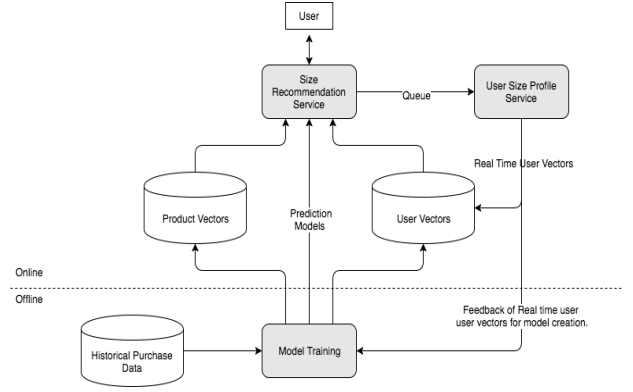 User
Size
Recommendation
Service
Queue
User Size Profile
Service
Real Time User Vectors
Product Vectors
Prediction
Models
User Vectors
Online
Offline
Feedback of Real time user
user vectors for model creation.
Historical Purchase
Data
Model Training